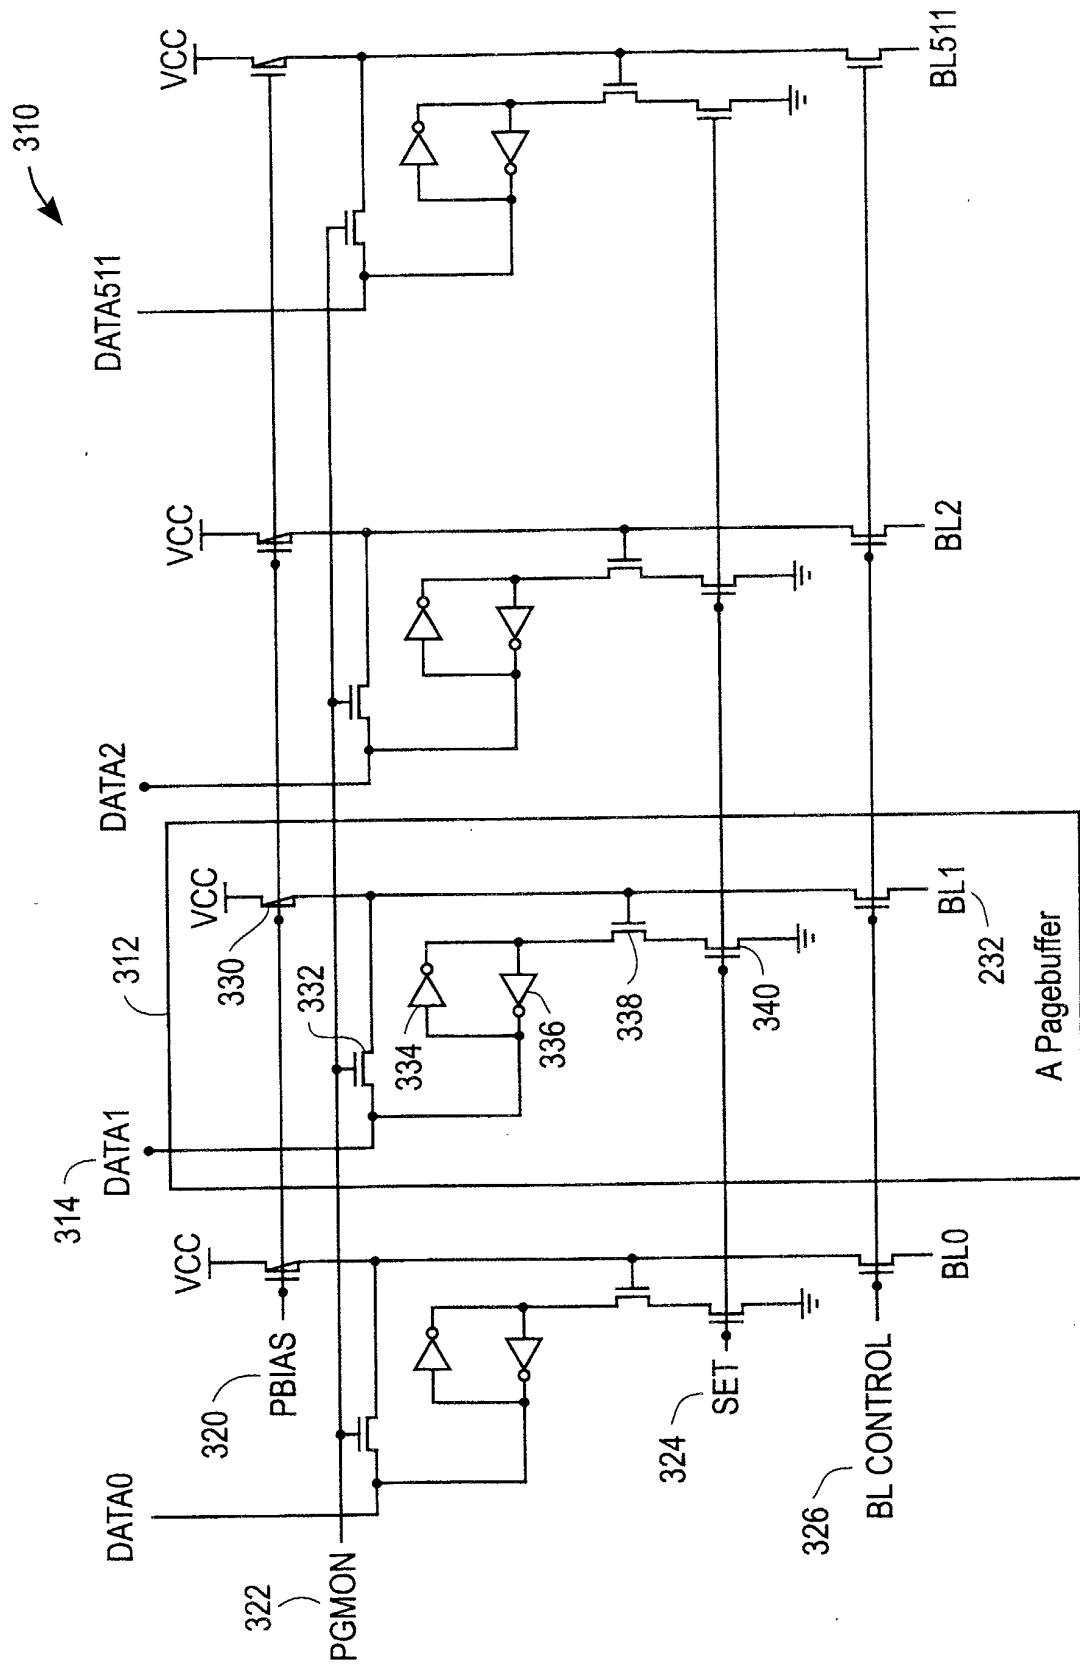 310
VCC
VCC
VCC
VCC
DATA0
314
DATA1
312
DATA2
DATA511
320
PBIAS
330
322
PGMON
332
334
336
338
340
324
SET
326
BL CONTROL
BL0
BL1
232
BL2
BL511
A Pagebuffer